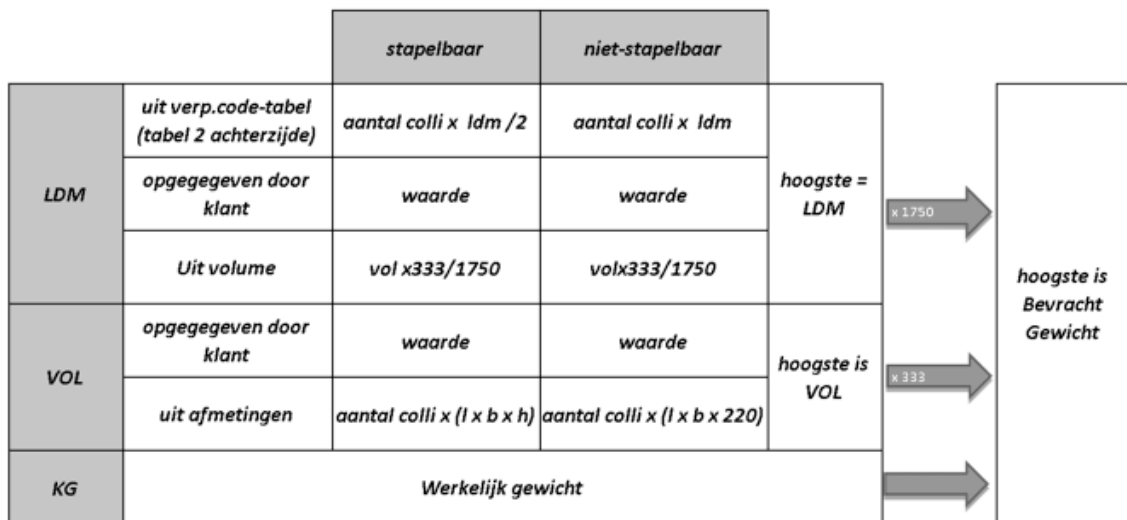 stapelbaar niet-stapelbaar
uit verp.code-tabel
(tabel 2 achterzijde)
aantal colli x ldm /2
aantal colli x ldm
LDM
opgegegeven door
klant
waarde
waarde
hoogste =
LDM
x 1750
Uit volume
vol x333/1750
volx333/1750
hoogste is
Bevracht
Gewicht
VOL
opgegegeven door
klant
waarde
waarde
hoogste is
VOL
x 333
uit afmetingen
aantal colli x (l x b x h)
aantal colli x (l x b x 220)
KG
Werkelijk gewicht